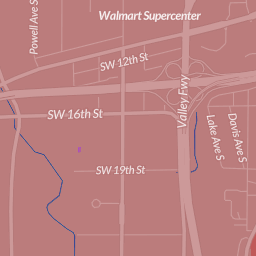 Walmart Supercenter
Powell Ave S
SW 12th St
SW 16th St
Valley Fwy
Lake Ave S
Davis Ave S
SW 19th St